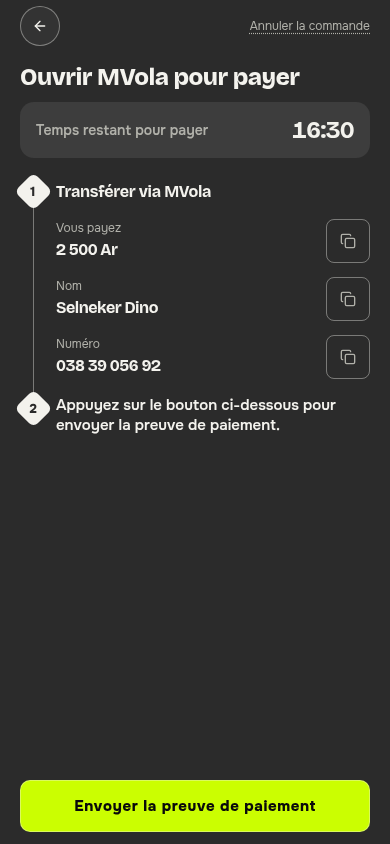 Annuler la commande
Ouvrir MVola pour payer
Temps restant pour payer
16:30
1
Transférer via MVola
Vous payez
2 500 Ar
Nom
Selneker Dino
Numéro
038 39 056 92
2
Appuyez sur le bouton ci-dessous pour
envoyer la preuve de paiement.
Envoyer la preuve de palement